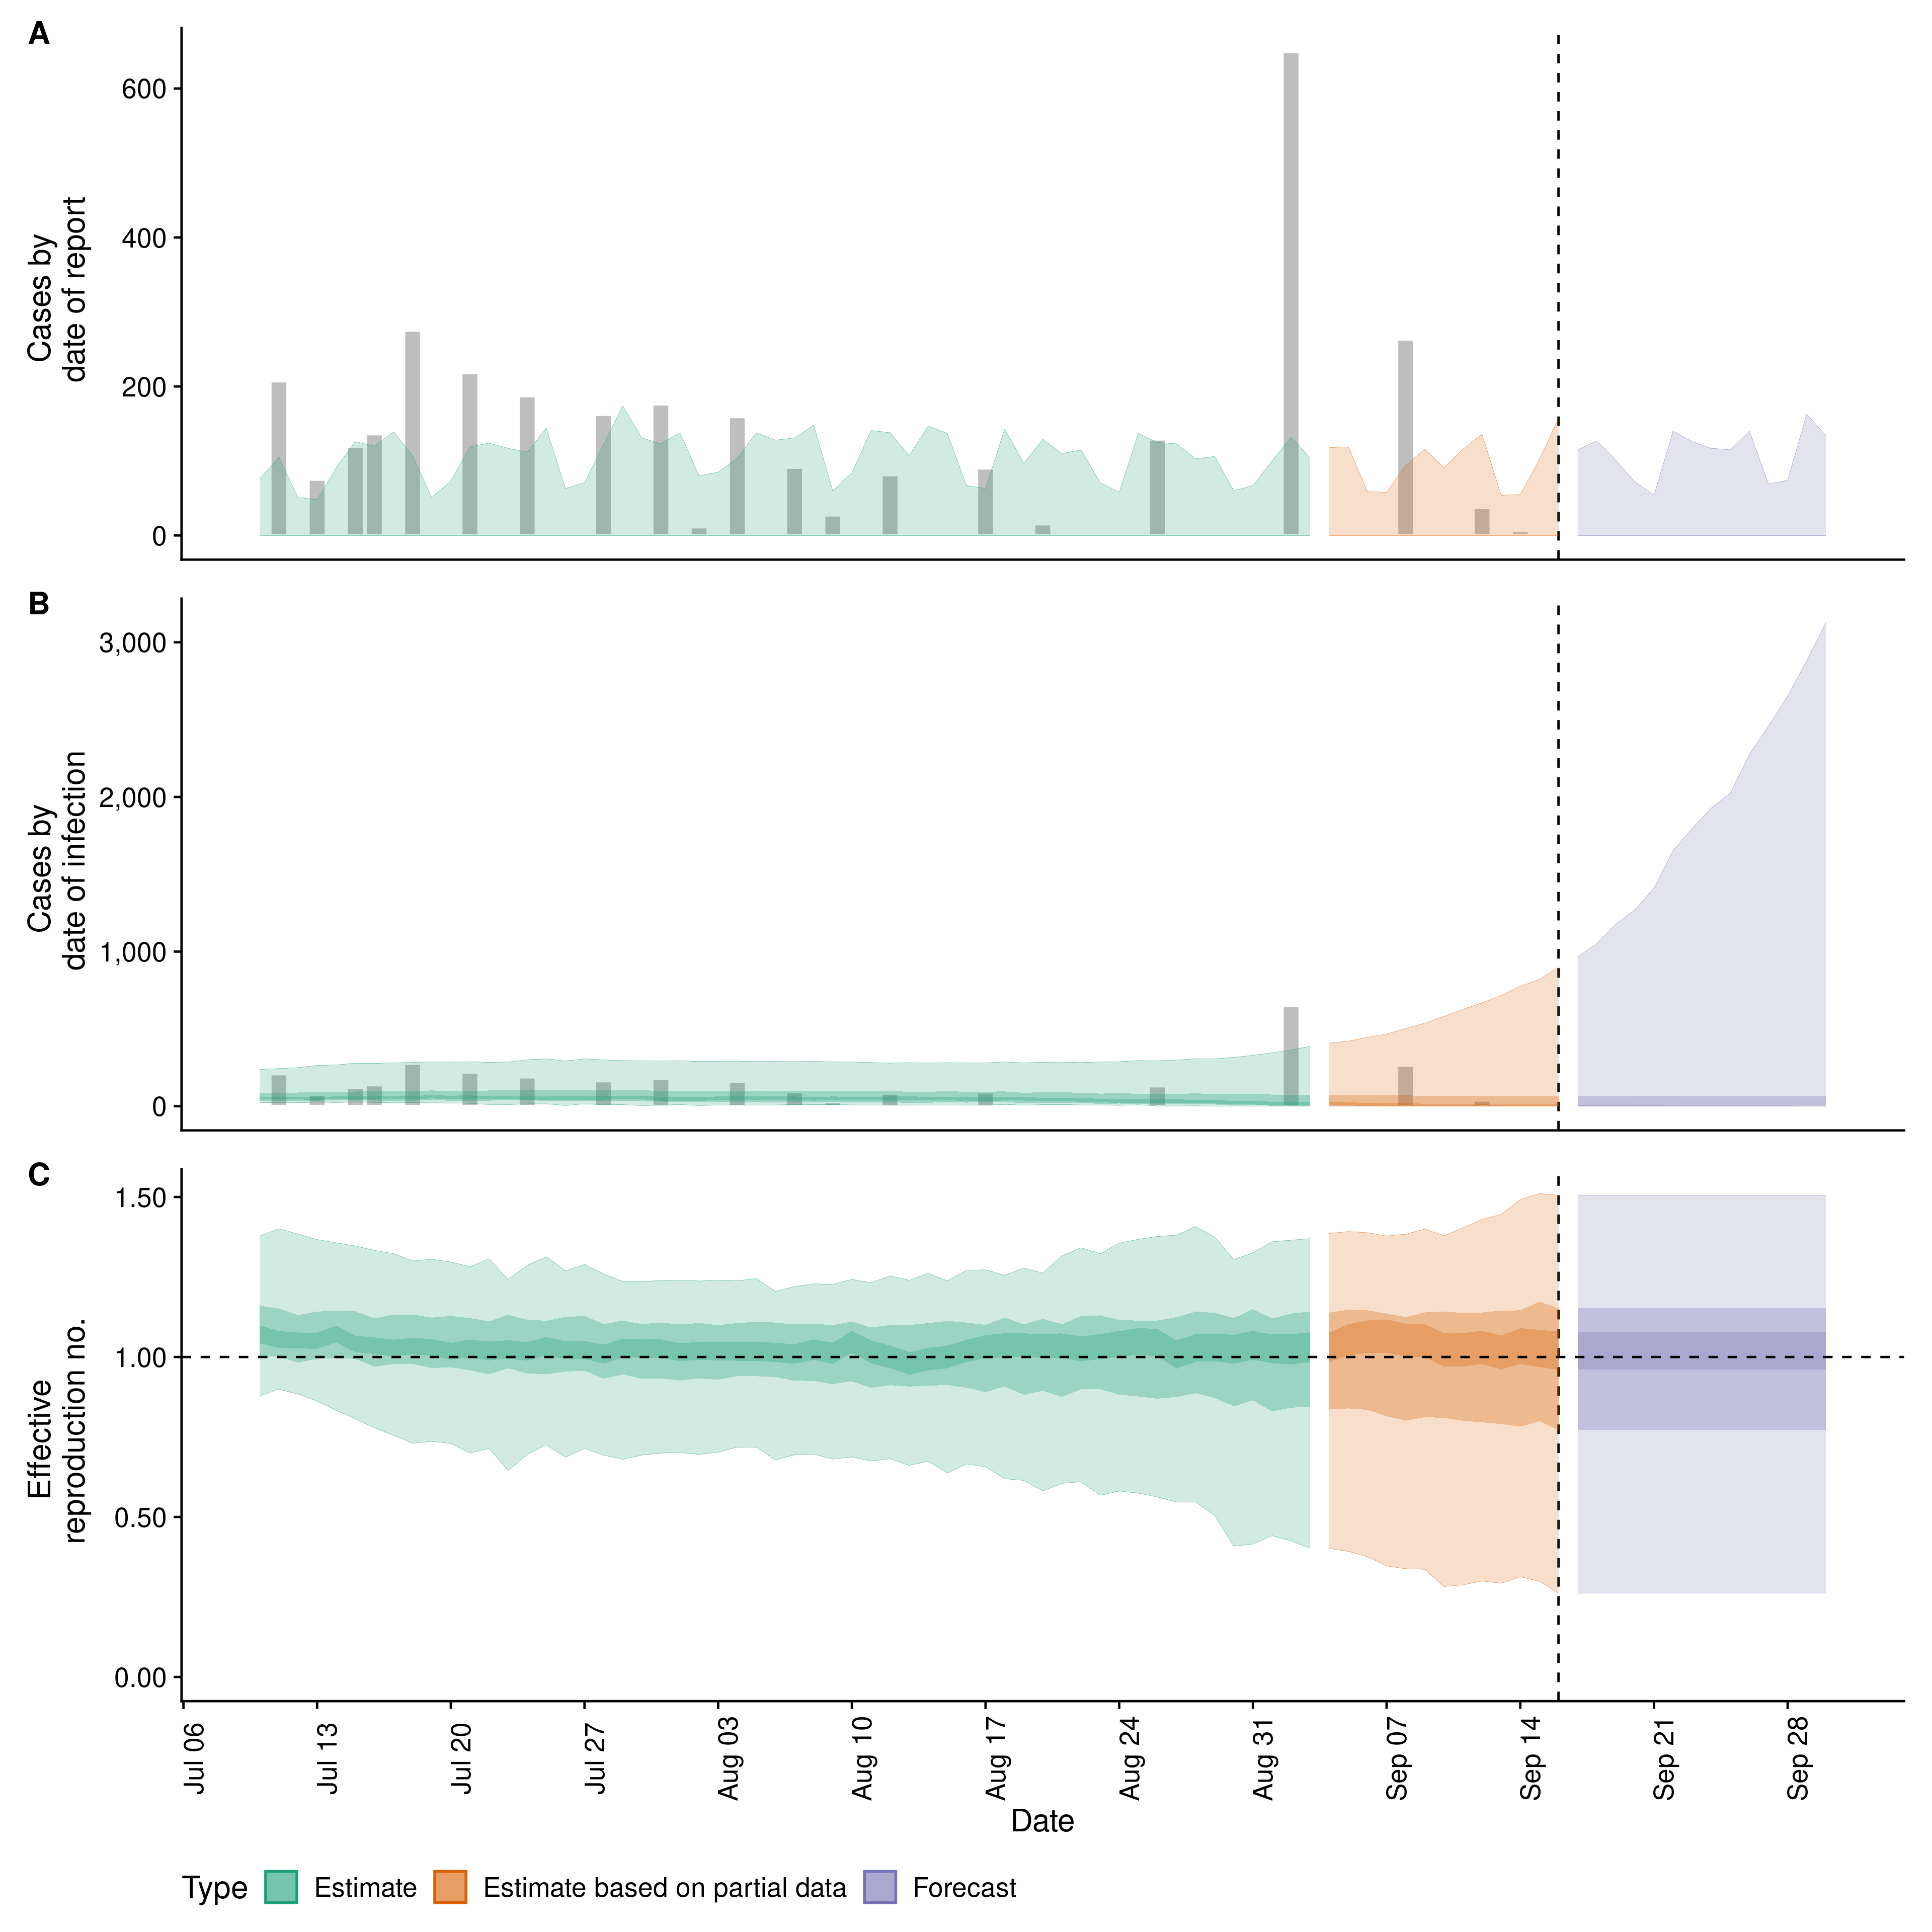 A
Cases by
date of report
600
400
200
0
B
Cases by
date of infection
3,000
2,000
1,000
0
C
Effective
reproduction no.
1.50
1.00
0.50
0.00
Jul 06
Jul 13
Jul 20
Jul 27
Aug 03
Aug 10
Aug 17
Aug 24
Aug 31
Sep 07
Sep 14
Sep 21
Sep 28
Date
Type
Estimate
Estimate based on partial data
Forecast